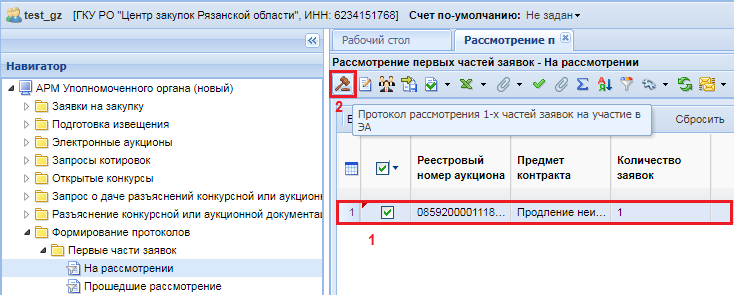 test_gz [ГКУ РО "Центр закупок Рязанской области", ИНН: 6234151768] Счет по-умолчанию: Не задан
Навигатор
АРМ Уполномоченного органа (новый)
Заявки на закупку
Подготовка извещения
Электронные аукционы
Запросы котировок
Открытые конкурсы
Запрос о даче разъяснений конкурсной или аукционн
Разъяснение конкурсной или аукционной документаци
Формирование протоколов
Первые части заявок
На рассмотрении
Прошедшие рассмотрение
Рабочий стол
Рассмотрение п
Рассмотрение первых частей заявок - На рассмотрении
2
Протокол рассмотрения 1-х частей заявок на участие в
ЭА
Сбросить
Реестровый
номер аукциона
Предмет
контракта
Количество
заявок
1 0859200001118... Продление неи... 1
1